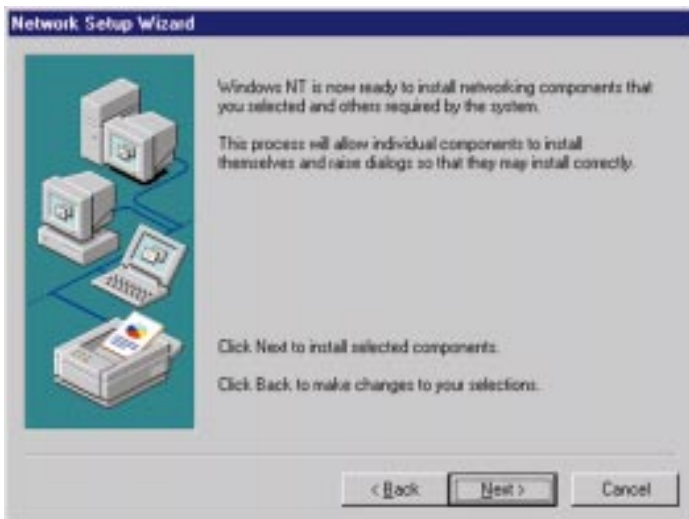 Network Setup Wizard
Windows NT is now ready to install networking components that
you selected and others required by the system.
This process will allow individual components to install
themselves and raise dialogs so that they may install correctly.
Click Next to install selected components.
Click Back to make changes to your selections.
< Back
Next >
Cancel